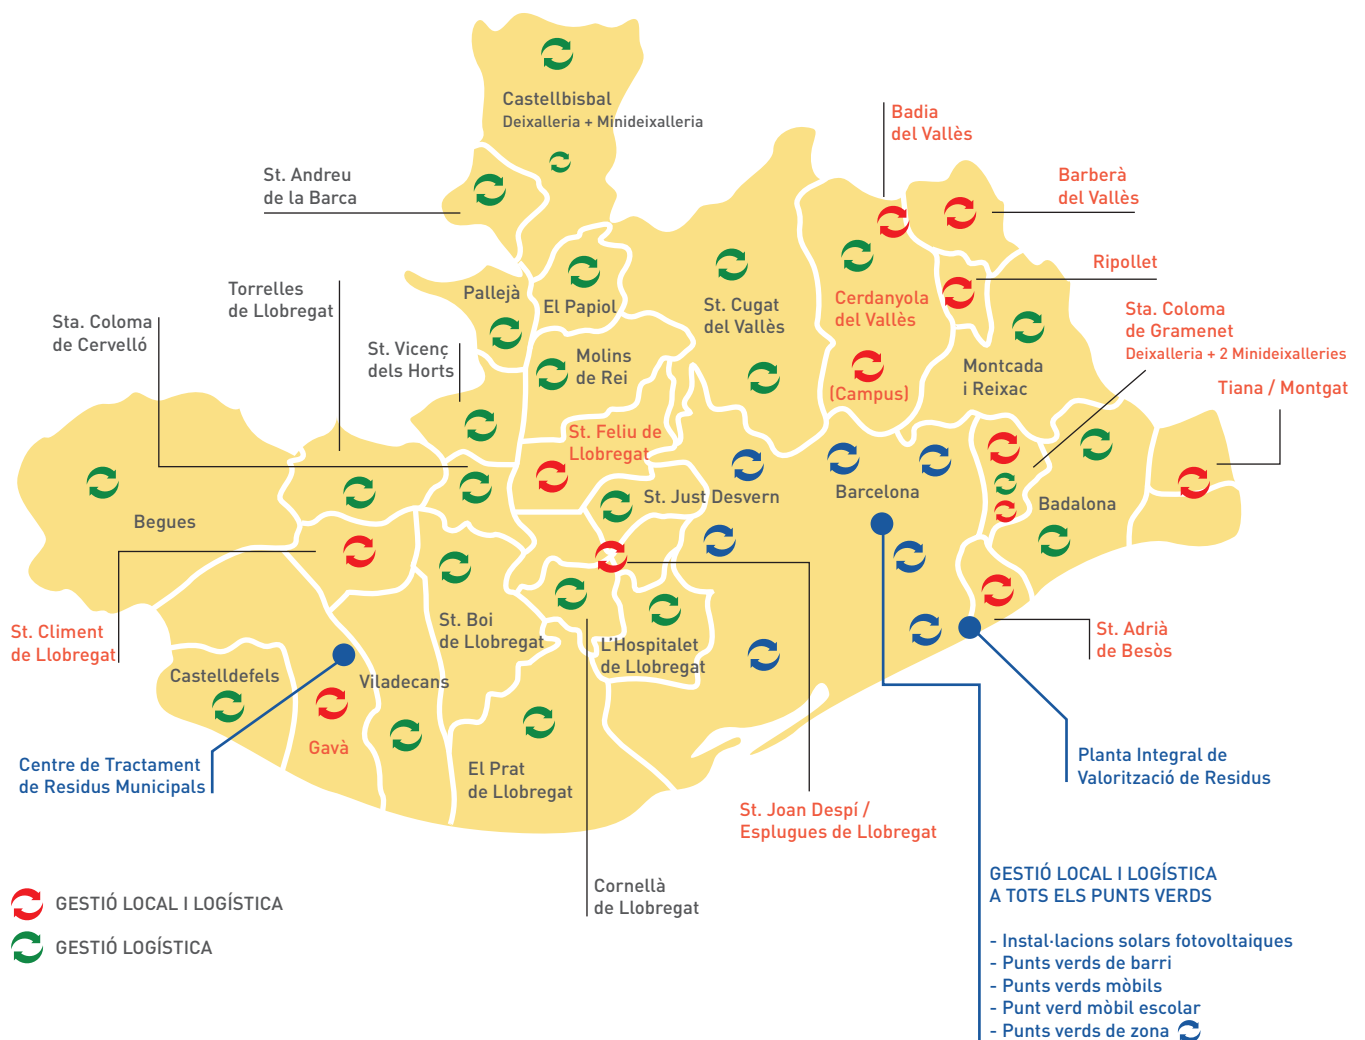 Castellbisbal
Deixalleria + Minideixalleria
Badia
del Vallès
St. Andreu
de la Barca
Barberà
del Vallès
Ripollet
Torrelles
de Llobregat
Pallejà
El Papiol
St. Cugat
del Vallès
Cerdanyola
del Vallès
(Campus)
Sta. Coloma
de Gramenet
Deixalleria + 2 Minideixalleries
Sta. Coloma
de Cervelló
St. Vicenç
dels Horts
Molins
de Rei
Montcada
i Reixac
Tiana / Montgat
St. Feliu de
Llobregat
Begues
St. Just Desvern
Barcelona
Badalona
St. Climent
de Llobregat
St. Boi
de Llobregat
L'Hospitalet
de Llobregat
St. Adrià
de Besòs
Castelldefels
Viladecans
Gavà
Centre de Tractament
de Residus Municipals
El Prat
de Llobregat
Planta Integral de
Valorització de Residus
St. Joan Despí /
Esplugues de Llobregat
Cornellà
de Llobregat
GESTIÓ LOCAL I LOGÍSTICA
GESTIÓ LOGÍSTICA
GESTIÓ LOCAL I LOGÍSTICA
A TOTS ELS PUNTS VERDS
- Instal·lacions solars fotovoltaiques
- Punts verds de barri
- Punts verds mòbils
- Punt verd mòbil escolar
- Punts verds de zona